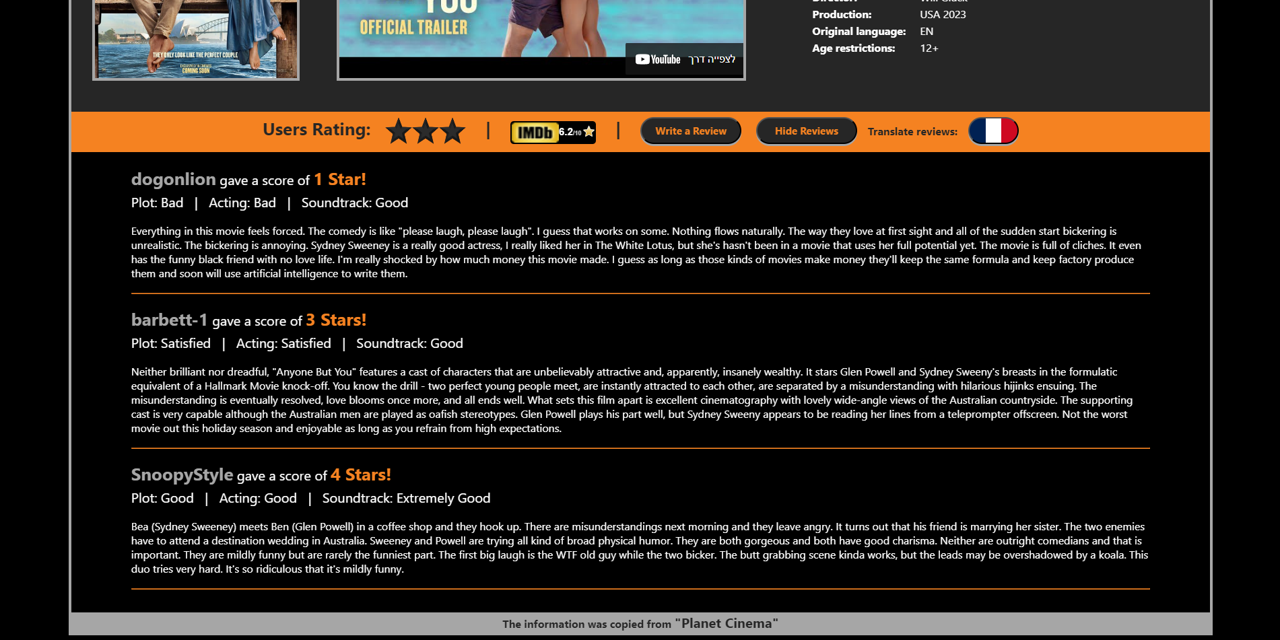 YOU
OFFICIAL TRAILER
THEY ONLY LOOK LIKE THE PERFECT COUPLE
COMING SOON
YouTube לצפייה דרך
Production: USA 2023
Original language: EN
Age restrictions: 12+
Users Rating: | IMDb 6.2/10 | Write a Review Hide Reviews Translate reviews:
dogonlion gave a score of 1 Star!
Plot: Bad | Acting: Bad | Soundtrack: Good
Everything in this movie feels forced. The comedy is like "please laugh, please laugh". I guess that works on some. Nothing flows naturally. The way they love at first sight and all of the sudden start bickering is
unrealistic. The bickering is annoying. Sydney Sweeney is a really good actress, I really liked her in The White Lotus, but she's hasn't been in a movie that uses her full potential yet. The movie is full of cliches. It even
has the funny black friend with no love life. I'm really shocked by how much money this movie made. I guess as long as those kinds of movies make money they'll keep the same formula and keep factory produce
them and soon will use artificial intelligence to write them.
barbett-1 gave a score of 3 Stars!
Plot: Satisfied | Acting: Satisfied | Soundtrack: Good
Neither brilliant nor dreadful, "Anyone But You" features a cast of characters that are unbelievably attractive and, apparently, insanely wealthy. It stars Glen Powell and Sydney Sweeny's breasts in the formulatic
equivalent of a Hallmark Movie knock-off. You know the drill - two perfect young people meet, are instantly attracted to each other, are separated by a misunderstanding with hilarious hijinks ensuing. The
misunderstanding is eventually resolved, love blooms once more, and all ends well. What sets this film apart is excellent cinematography with lovely wide-angle views of the Australian countryside. The supporting
cast is very capable although the Australian men are played as oafish stereotypes. Glen Powell plays his part well, but Sydney Sweeny appears to be reading her lines from a teleprompter offscreen. Not the worst
movie out this holiday season and enjoyable as long as you refrain from high expectations.
SnoopyStyle gave a score of 4 Stars!
Plot: Good | Acting: Good | Soundtrack: Extremely Good
Bea (Sydney Sweeney) meets Ben (Glen Powell) in a coffee shop and they hook up. There are misunderstandings next morning and they leave angry. It turns out that his friend is marrying her sister. The two enemies
have to attend a destination wedding in Australia. Sweeney and Powell are trying all kind of broad physical humor. They are both gorgeous and both have good charisma. Neither are outright comedians and that is
important. They are mildly funny but are rarely the funniest part. The first big laugh is the WTF old guy while the two bicker. The butt grabbing scene kinda works, but the leads may be overshadowed by a koala. This
duo tries very hard. It's so ridiculous that it's mildly funny.
The information was copied from "Planet Cinema"